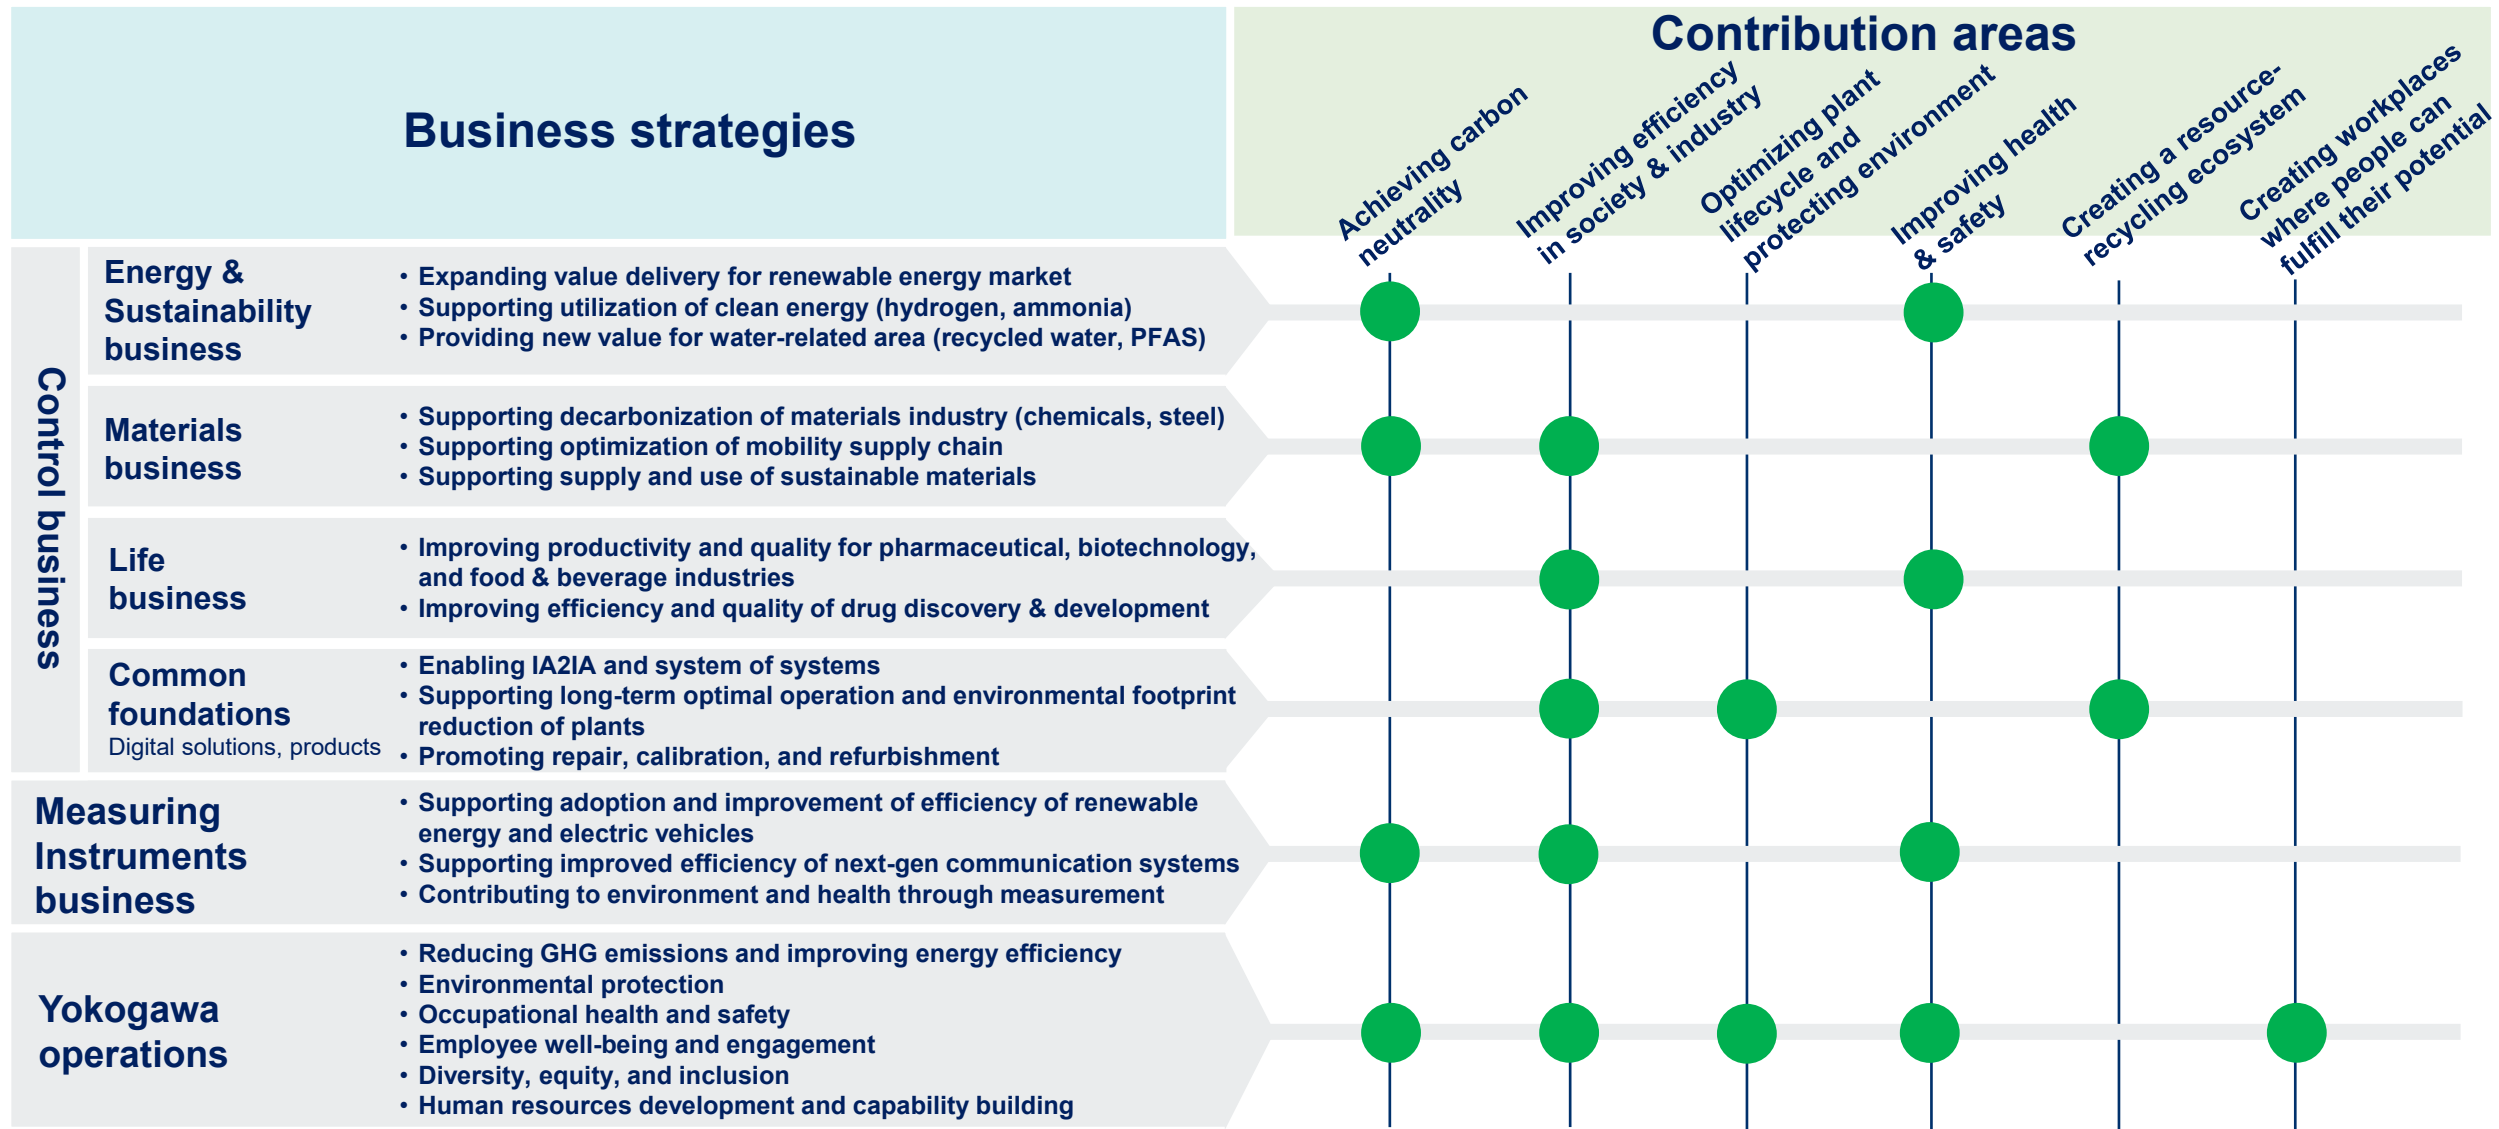 Business strategies
Contribution areas
Achieving carbon
neutrality
Improving efficiency
in society & industry
Optimizing plant
lifecycle and
protecting environment
Improving health
& safety
Creating a resource-
recycling ecosystem
Creating workplaces
where people can
fulfill their potential
Control business
Energy &
Sustainability
business
• Expanding value delivery for renewable energy market
• Supporting utilization of clean energy (hydrogen, ammonia)
• Providing new value for water-related area (recycled water, PFAS)
Materials
business
• Supporting decarbonization of materials industry (chemicals, steel)
• Supporting optimization of mobility supply chain
• Supporting supply and use of sustainable materials
Life
business
• Improving productivity and quality for pharmaceutical, biotechnology,
and food & beverage industries
• Improving efficiency and quality of drug discovery & development
Common
foundations
Digital solutions, products
• Enabling IA2IA and system of systems
• Supporting long-term optimal operation and environmental footprint
reduction of plants
• Promoting repair, calibration, and refurbishment
Measuring
Instruments
business
• Supporting adoption and improvement of efficiency of renewable
energy and electric vehicles
• Supporting improved efficiency of next-gen communication systems
• Contributing to environment and health through measurement
Yokogawa
operations
• Reducing GHG emissions and improving energy efficiency
• Environmental protection
• Occupational health and safety
• Employee well-being and engagement
• Diversity, equity, and inclusion
• Human resources development and capability building